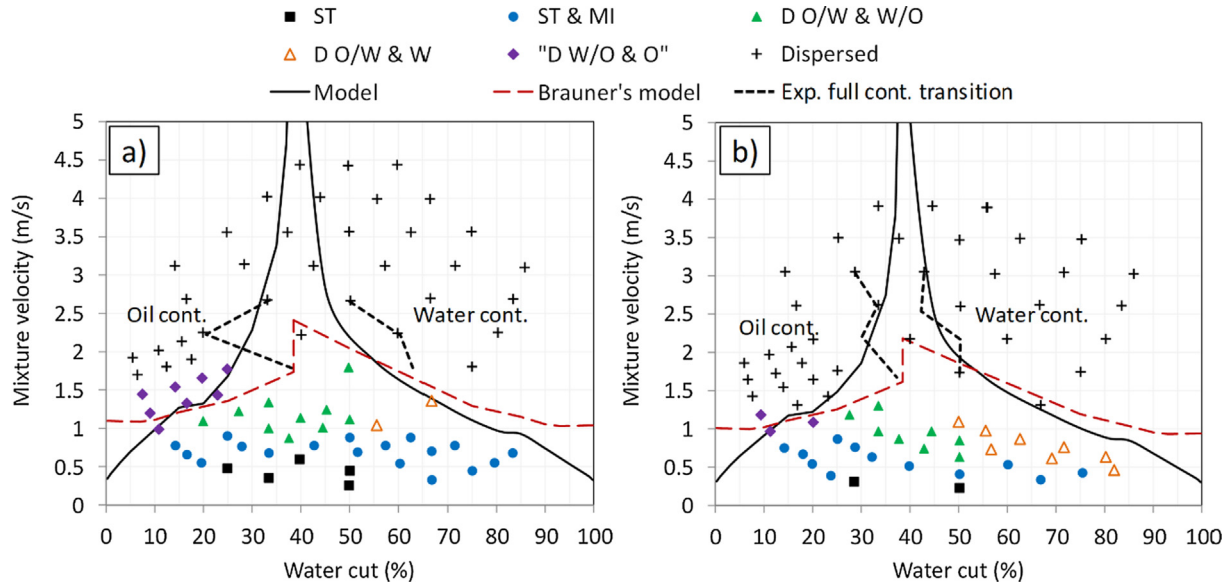 ST
ST & MI
D O/W & W/O
D O/W & W
"D W/O & O"
Dispersed
Model
Brauner's model
Exp. full cont. transition
a)
Mixture velocity (m/s)
5
4.5
4
3.5
3
2.5
2
1.5
1
0.5
0
Oil cont.
Water cont.
0 10 20 30 40 50 60 70 80 90 100
Water cut (%)
b)
Mixture velocity (m/s)
5
4.5
4
3.5
3
2.5
2
1.5
1
0.5
0
Oil cont.
Water cont.
0 10 20 30 40 50 60 70 80 90 100
Water cut (%)